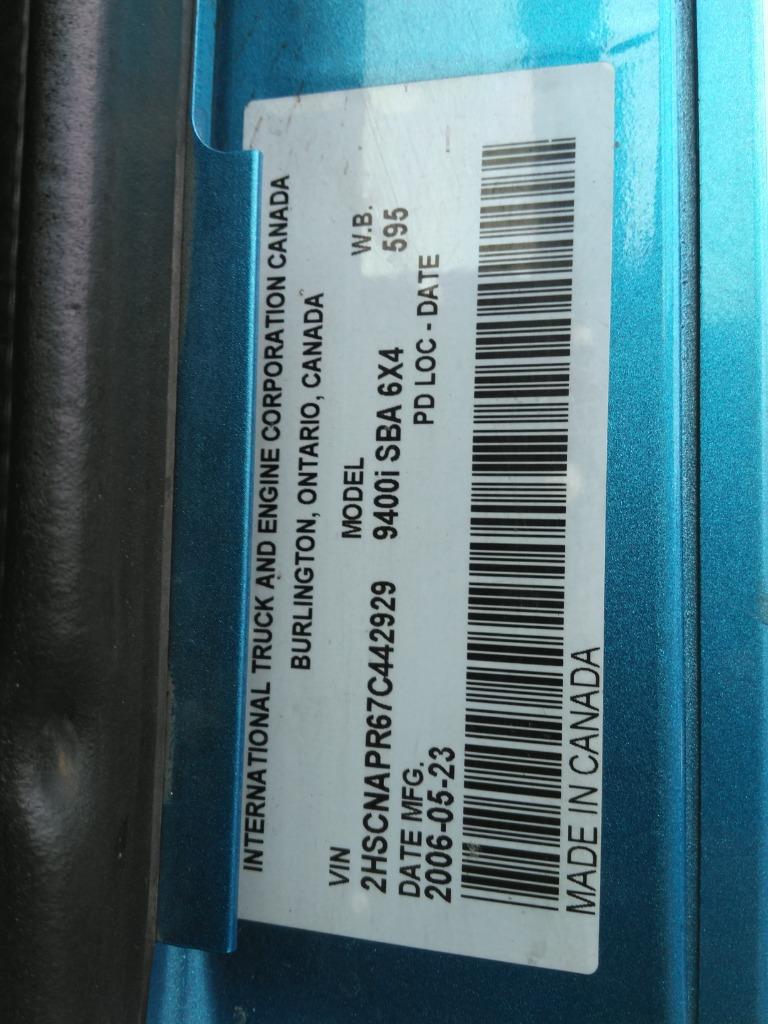 INTERNATIONAL TRUCK AND ENGINE CORPORATION CANADA
BURLINGTON, ONTARIO, CANADA
VIN MODEL W.B.
2HSCNAPR67C442929 9400i SBA 6X4 595
DATE MFG. PD LOC - DATE
2006-05-23
MADE IN CANADA